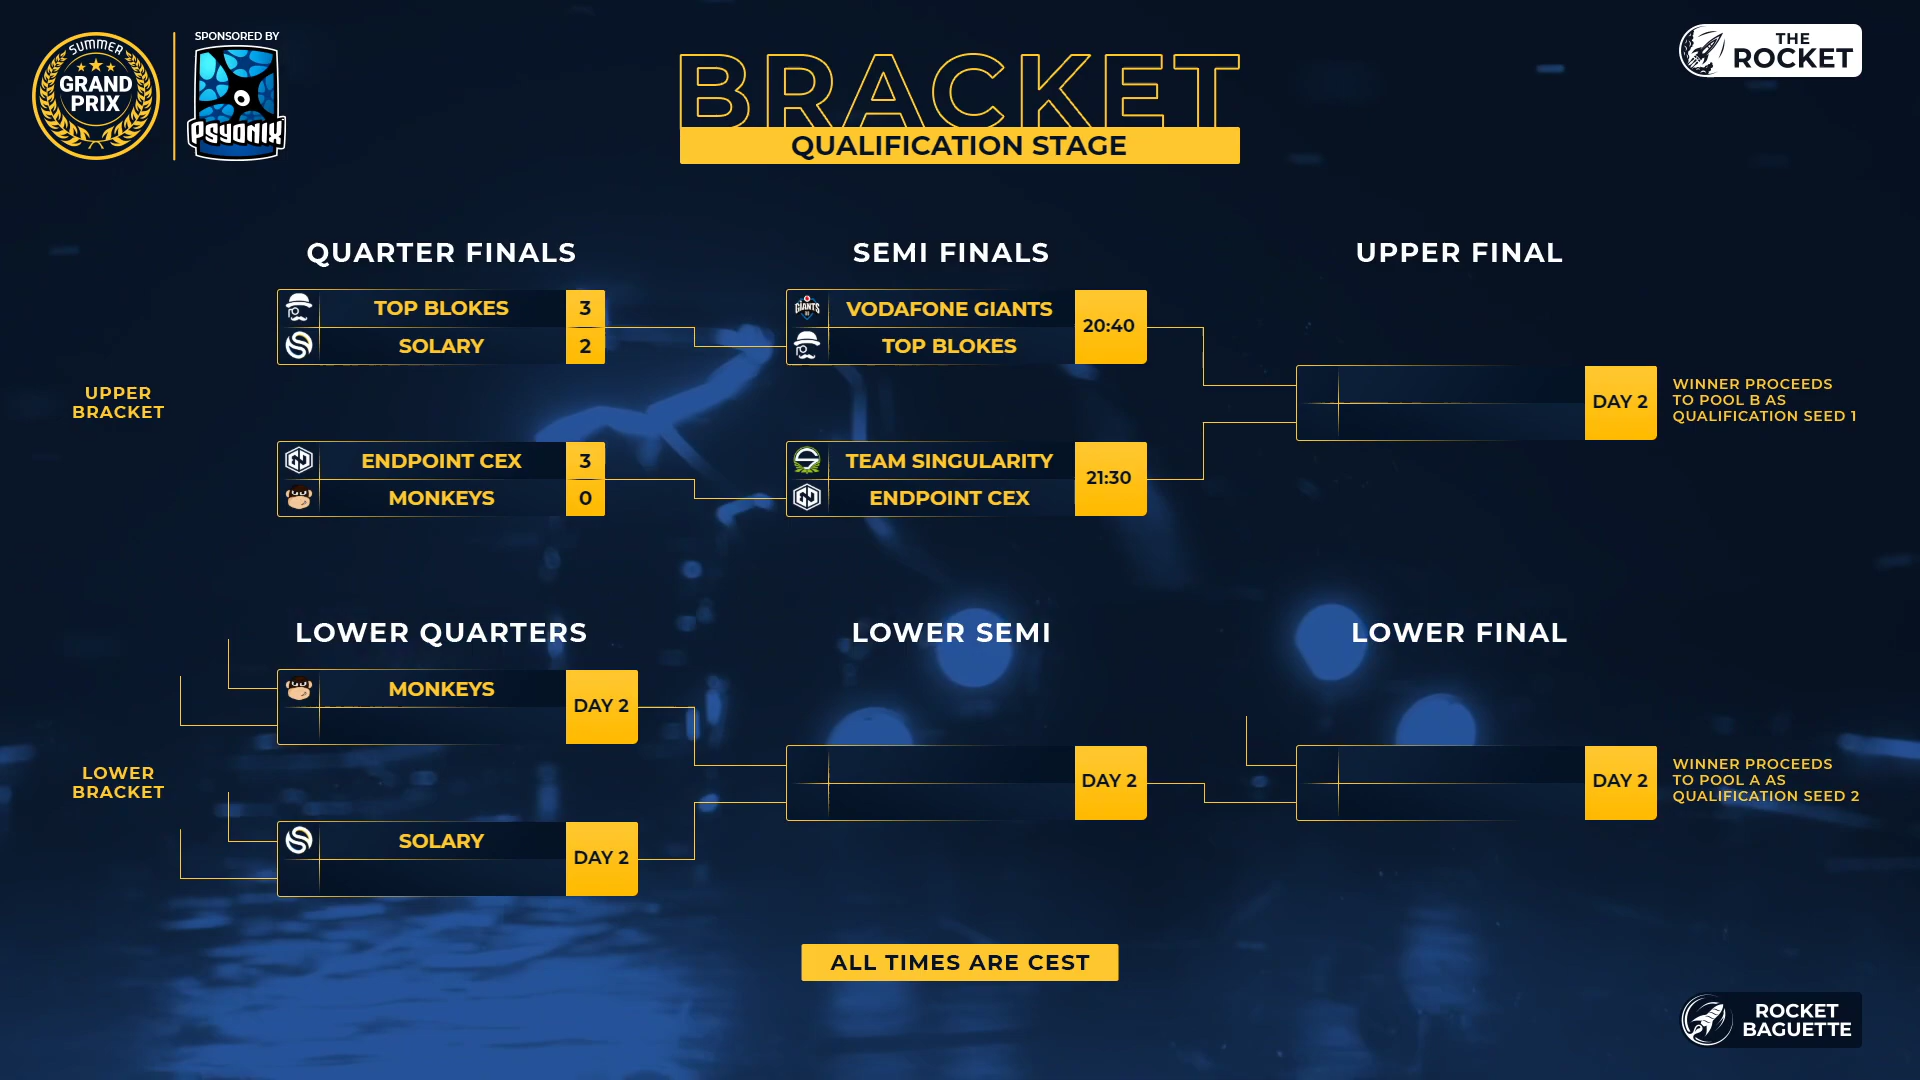 SUMMER
GRAND
PRIX
SPONSORED BY
PSYONIX
BRACKET
QUALIFICATION STAGE
THE
ROCKET
QUARTER FINALS
SEMI FINALS
UPPER FINAL
UPPER
BRACKET
TOP BLOKES 3
SOLARY 2
ENDPOINT CEX 3
MONKEYS 0
GIANTS
VODAFONE GIANTS
TOP BLOKES
20:40
TEAM SINGULARITY
ENDPOINT CEX
21:30
DAY 2
WINNER PROCEEDS
TO POOL B AS
QUALIFICATION SEED 1
LOWER QUARTERS
LOWER SEMI
LOWER FINAL
LOWER
BRACKET
MONKEYS
DAY 2
SOLARY
DAY 2
DAY 2
DAY 2
WINNER PROCEEDS
TO POOL A AS
QUALIFICATION SEED 2
ALL TIMES ARE CEST
ROCKET
BAGUETTE